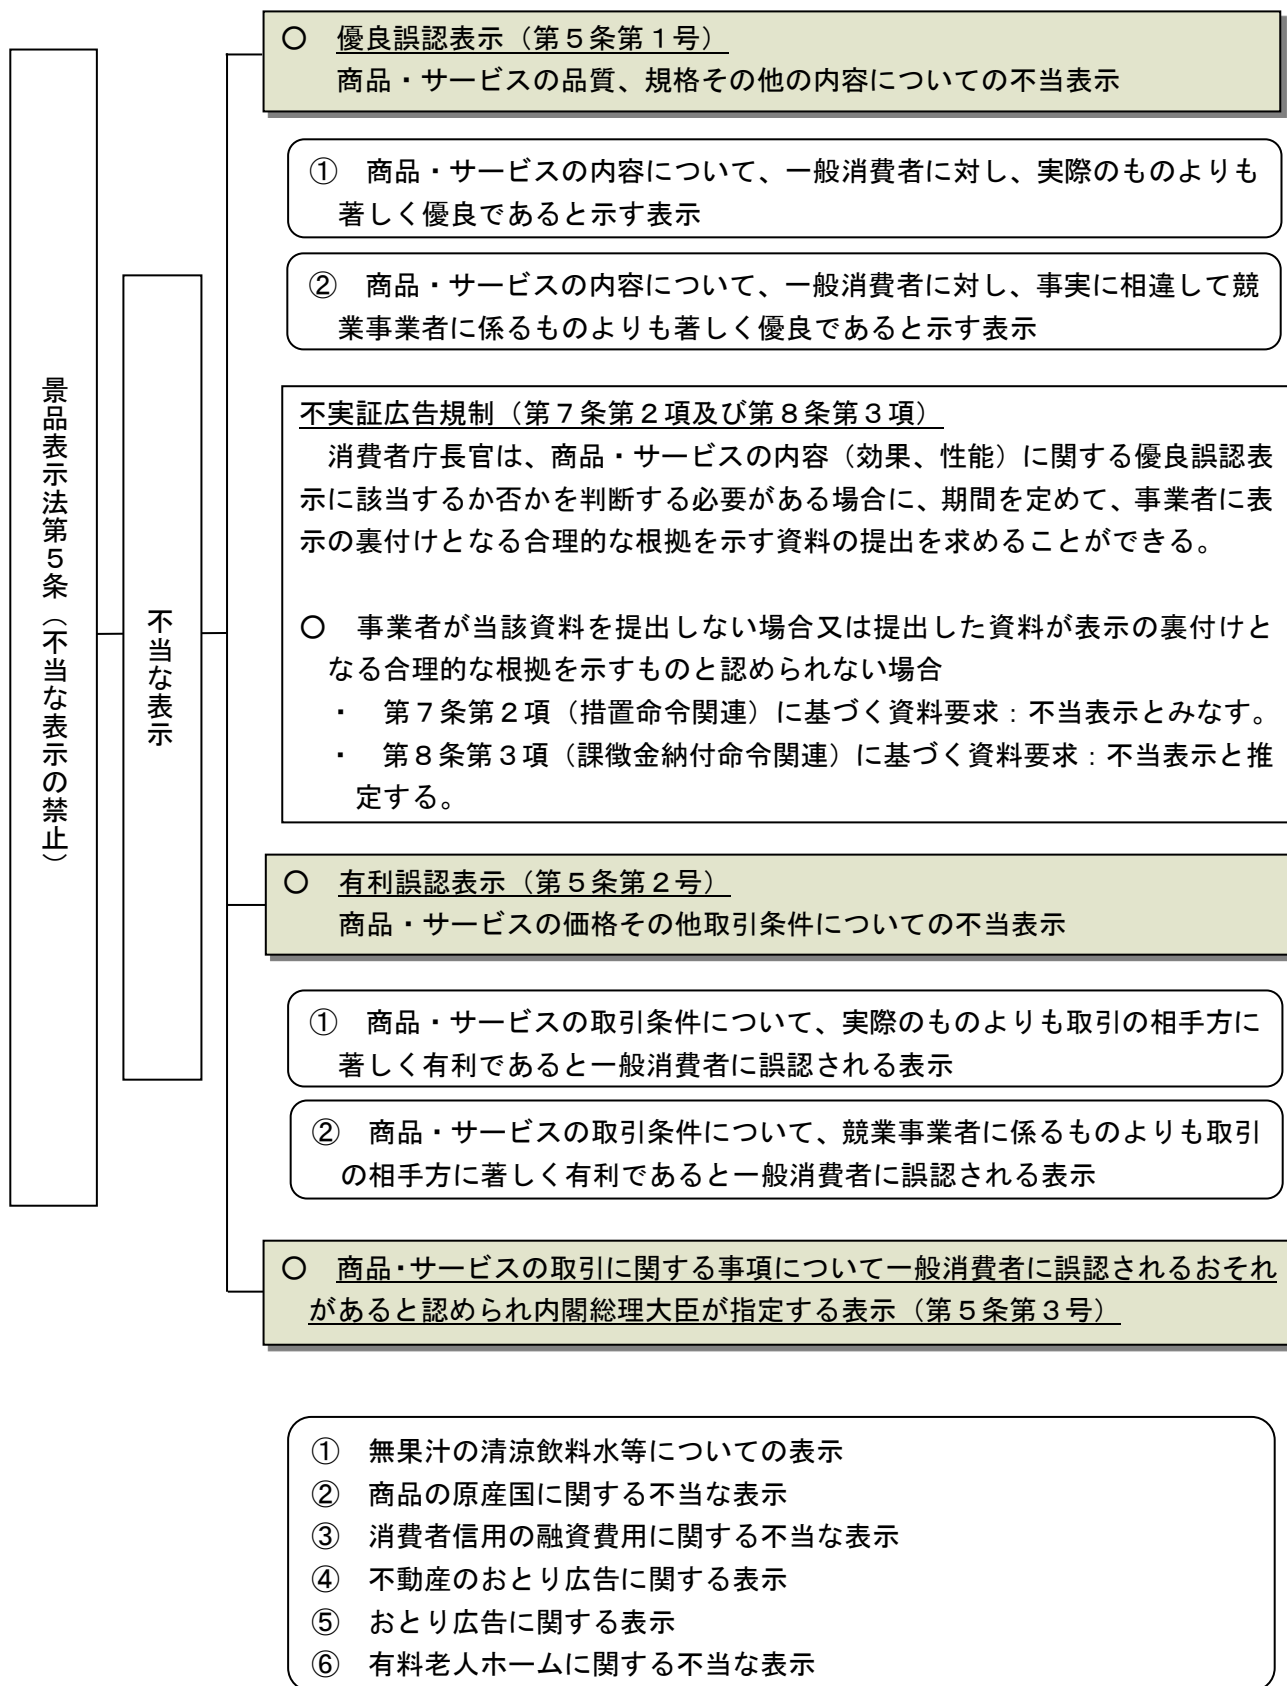 景品表示法第５条（不当な表示の禁止）
不当な表示
○　優良誤認表示（第５条第１号）
商品・サービスの品質、規格その他の内容についての不当表示
①　商品・サービスの内容について、一般消費者に対し、実際のものよりも
著しく優良であると示す表示
②　商品・サービスの内容について、一般消費者に対し、事実に相違して競
業事業者に係るものよりも著しく優良であると示す表示
不実証広告規制（第７条第２項及び第８条第３項）
消費者庁長官は、商品・サービスの内容（効果、性能）に関する優良誤認表
示に該当するか否かを判断する必要がある場合に、期間を定めて、事業者に表
示の裏付けとなる合理的な根拠を示す資料の提出を求めることができる。
○　事業者が当該資料を提出しない場合又は提出した資料が表示の裏付けと
なる合理的な根拠を示すものと認められない場合
・　第７条第２項（措置命令関連）に基づく資料要求：不当表示とみなす。
・　第８条第３項（課徴金納付命令関連）に基づく資料要求：不当表示と推
定する。
○　有利誤認表示（第５条第２号）
商品・サービスの価格その他取引条件についての不当表示
①　商品・サービスの取引条件について、実際のものよりも取引の相手方に
著しく有利であると一般消費者に誤認される表示
②　商品・サービスの取引条件について、競業事業者に係るものよりも取引
の相手方に著しく有利であると一般消費者に誤認される表示
○　商品・サービスの取引に関する事項について一般消費者に誤認されるおそれ
があると認められ内閣総理大臣が指定する表示（第５条第３号）
①　無果汁の清涼飲料水等についての表示
②　商品の原産国に関する不当な表示
③　消費者信用の融資費用に関する不当な表示
④　不動産のおとり広告に関する表示
⑤　おとり広告に関する表示
⑥　有料老人ホームに関する不当な表示